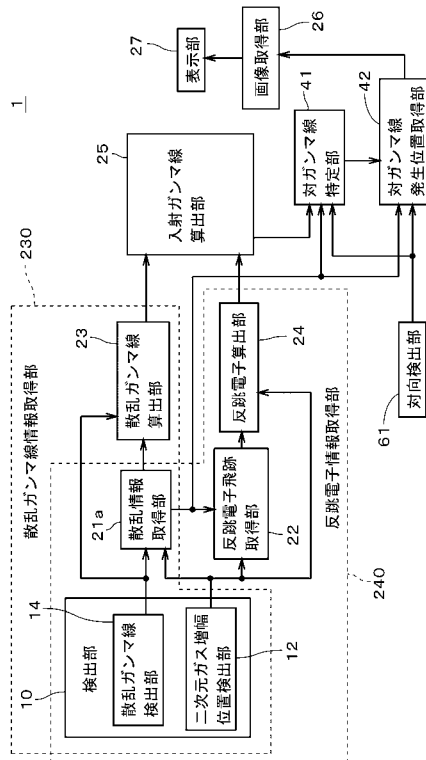 1
230
散乱ガンマ線情報取得部
10
検出部
14
散乱ガンマ線
検出部
二次元ガス増幅
位置検出部
12
21a
散乱情報
取得部
23
散乱ガンマ線
算出部
反跳電子飛跡
取得部
22
反跳電子算出部
24
反跳電子情報取得部
240
25
入射ガンマ線
算出部
対ガンマ線
特定部
41
対ガンマ線
発生位置取得部
42
対向検出部
61
画像取得部
26
表示部
27